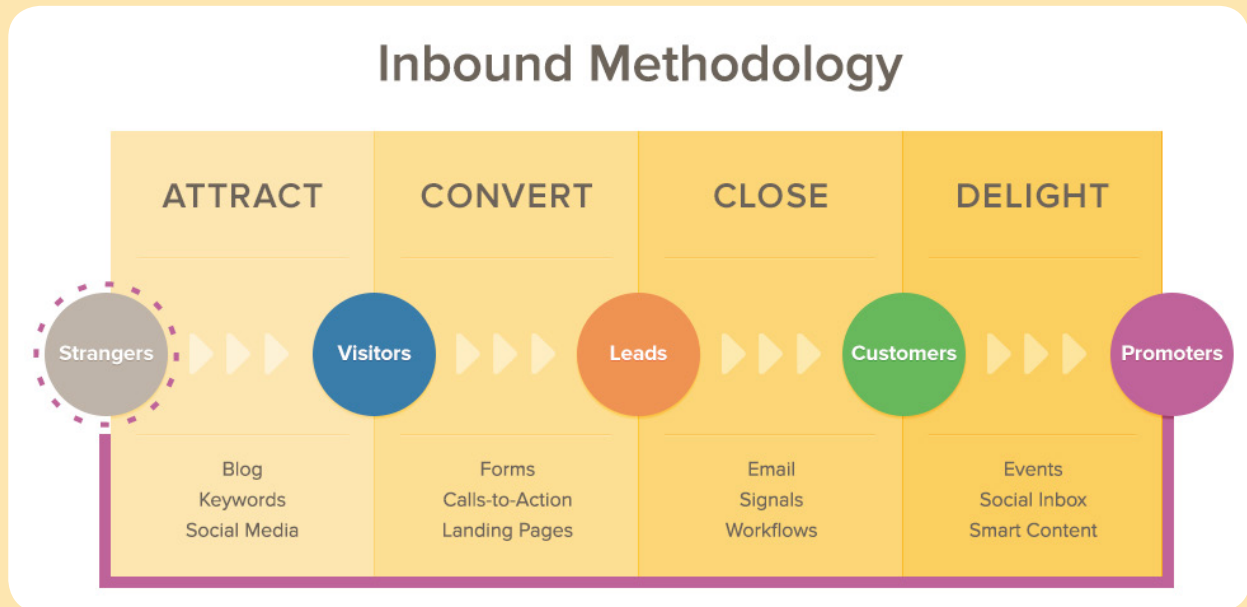 Inbound Methodology
ATTRACT
CONVERT
CLOSE
DELIGHT
Strangers
Visitors
Leads
Customers
Promoters
Blog
Keywords
Social Media
Forms
Calls-to-Action
Landing Pages
Email
Signals
Workflows
Events
Social Inbox
Smart Content